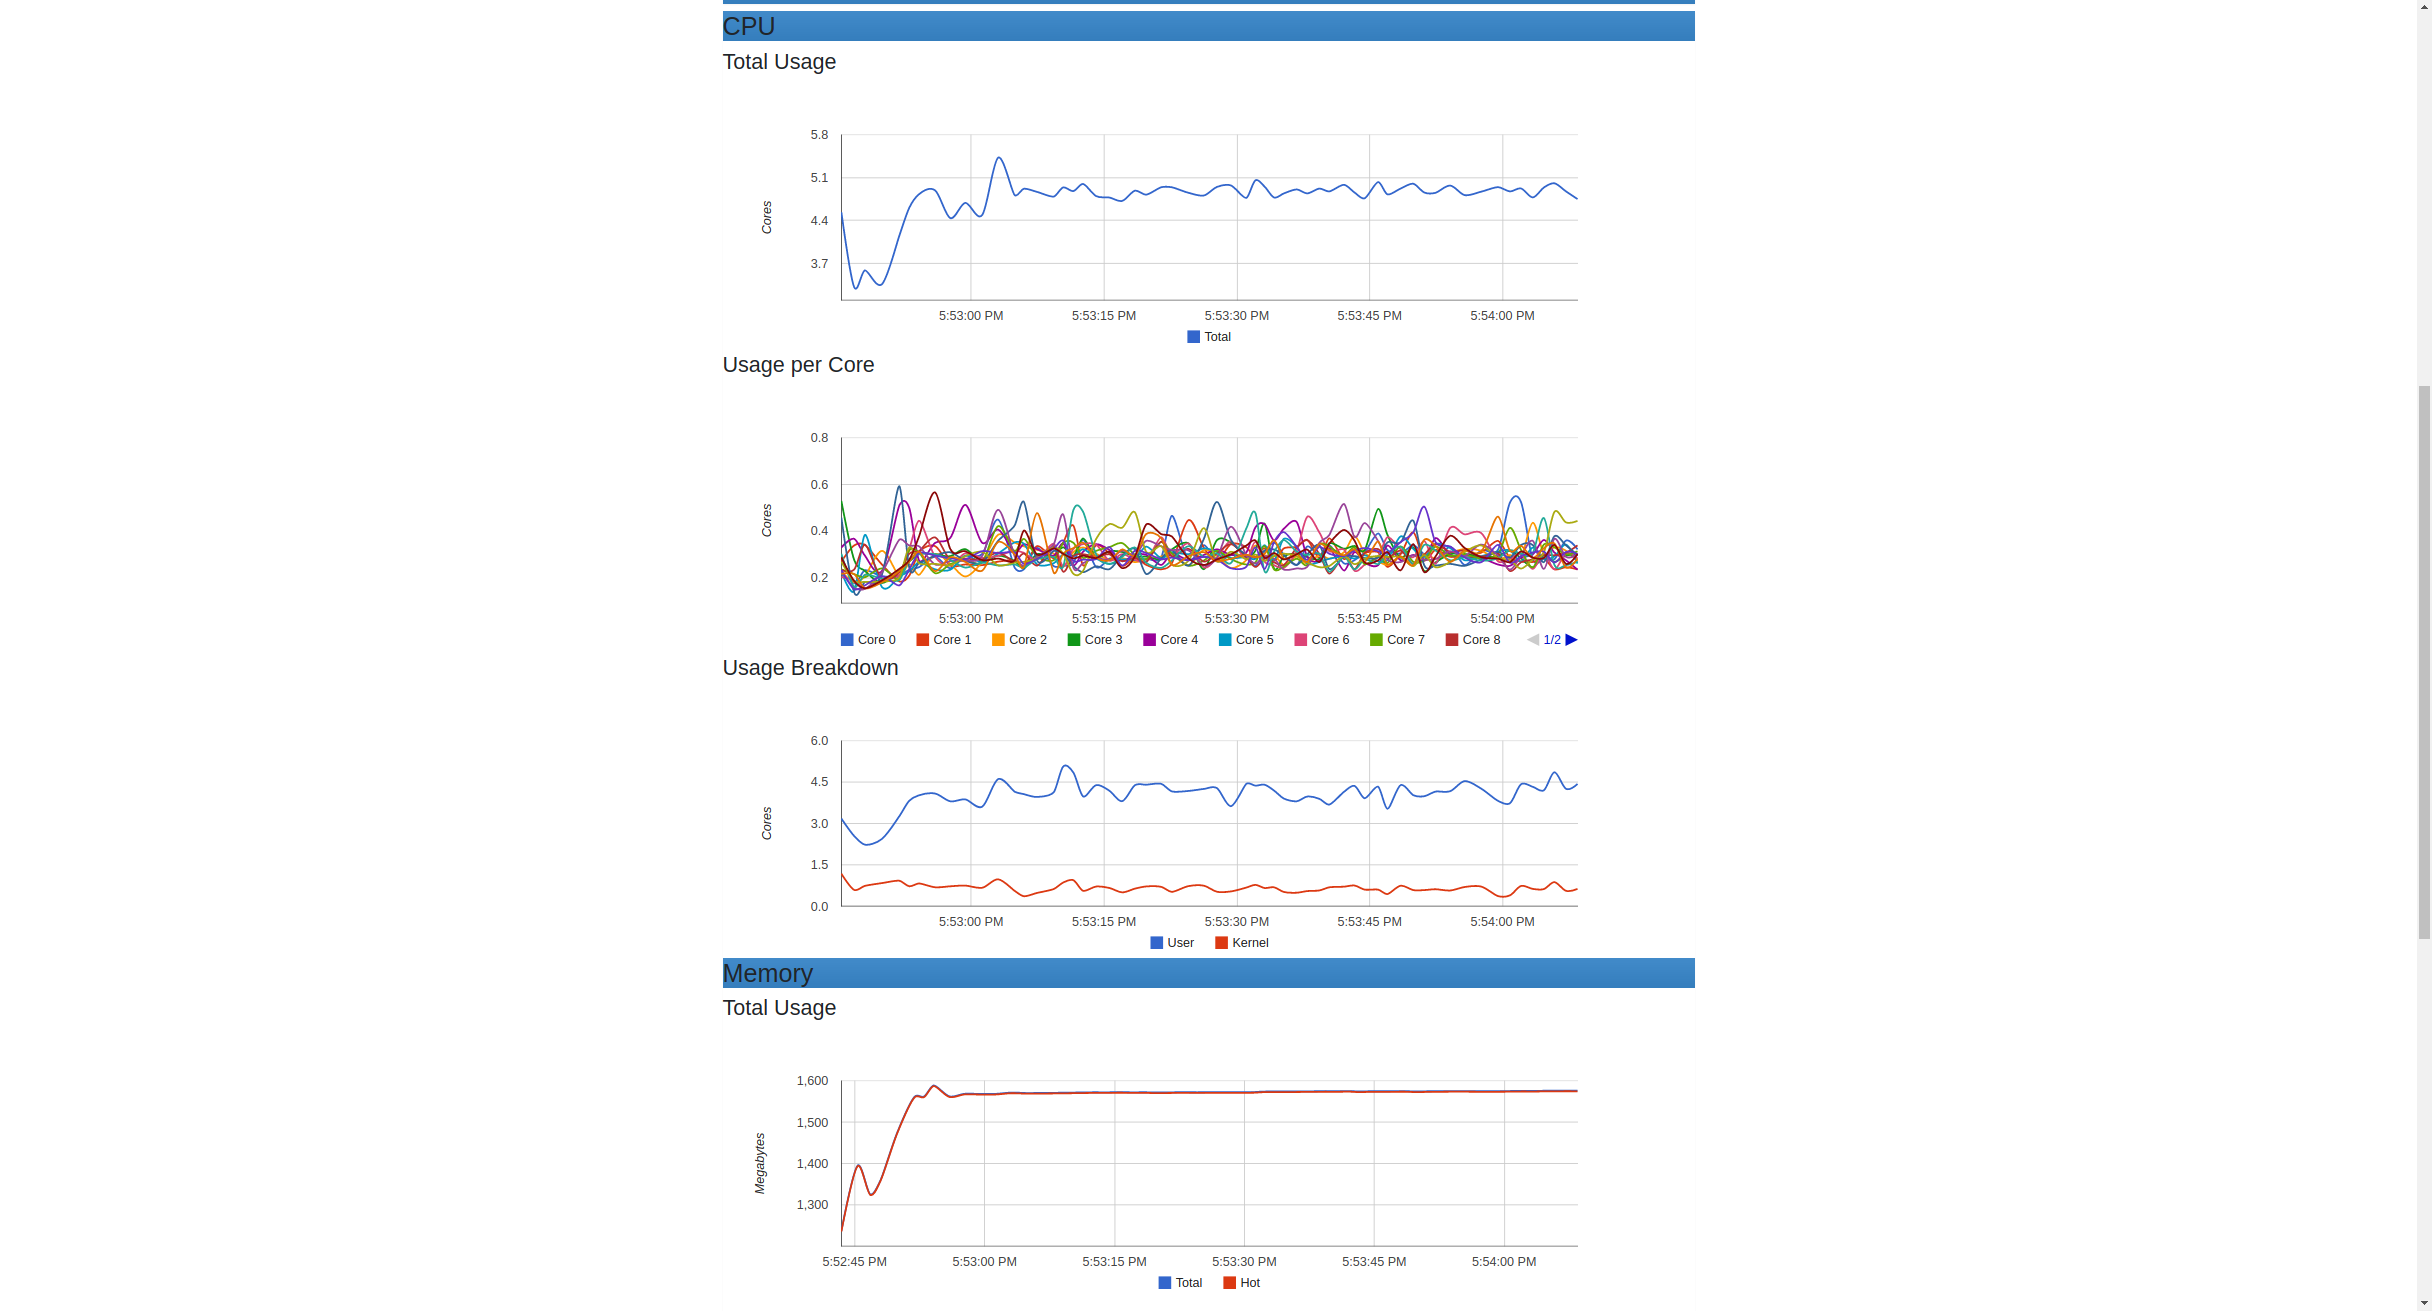 CPU
Total Usage
5.8
5.1
4.4
3.7
Cores
5:53:00 PM 5:53:15 PM 5:53:30 PM 5:53:45 PM 5:54:00 PM
Total
Usage per Core
0.8
0.6
0.4
0.2
Cores
5:53:00 PM 5:53:15 PM 5:53:30 PM 5:53:45 PM 5:54:00 PM
Core 0 Core 1 Core 2 Core 3 Core 4 Core 5 Core 6 Core 7 Core 8 1/2
Usage Breakdown
6.0
4.5
3.0
1.5
0.0
Cores
5:53:00 PM 5:53:15 PM 5:53:30 PM 5:53:45 PM 5:54:00 PM
User Kernel
Memory
Total Usage
1,600
1,500
1,400
1,300
Megabytes
5:52:45 PM 5:53:00 PM 5:53:15 PM 5:53:30 PM 5:53:45 PM 5:54:00 PM
Total Hot